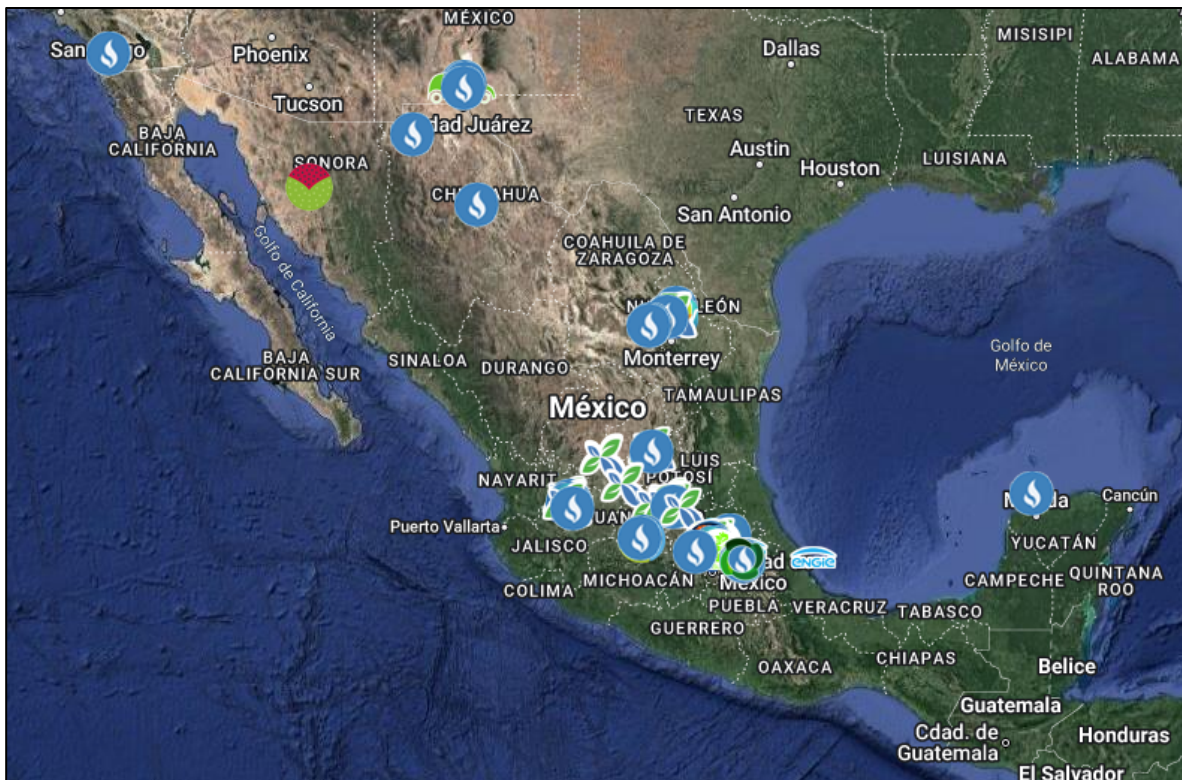 MÉXICO
MISISIPI
Phoenix
Dallas
ALABAMA
Tucson
TEXAS
BAJA
CALIFORNIA
SONORA
Austin
Houston
LUISIANA
San Antonio
COAHUILA DE
ZARAGOZA
Golfo de California
Monterrey
Golfo de
México
SINALOA
DURANGO
BAJA
CALIFORNIA SUR
TAMAULIPAS
México
NAYARIT
LUIS
POTOSÍ
Cancún
Puerto Vallarta
JALISCO
YUCATÁN
engie
COLIMA
MICHOACÁN
México
CAMPECHE
QUINTANA
ROO
PUEBLA
VERACRUZ
TABASCO
GUERRERO
OAXACA
CHIAPAS
Belice
Guatemala
Cdad. de
Guatemala
Honduras
El Salvador